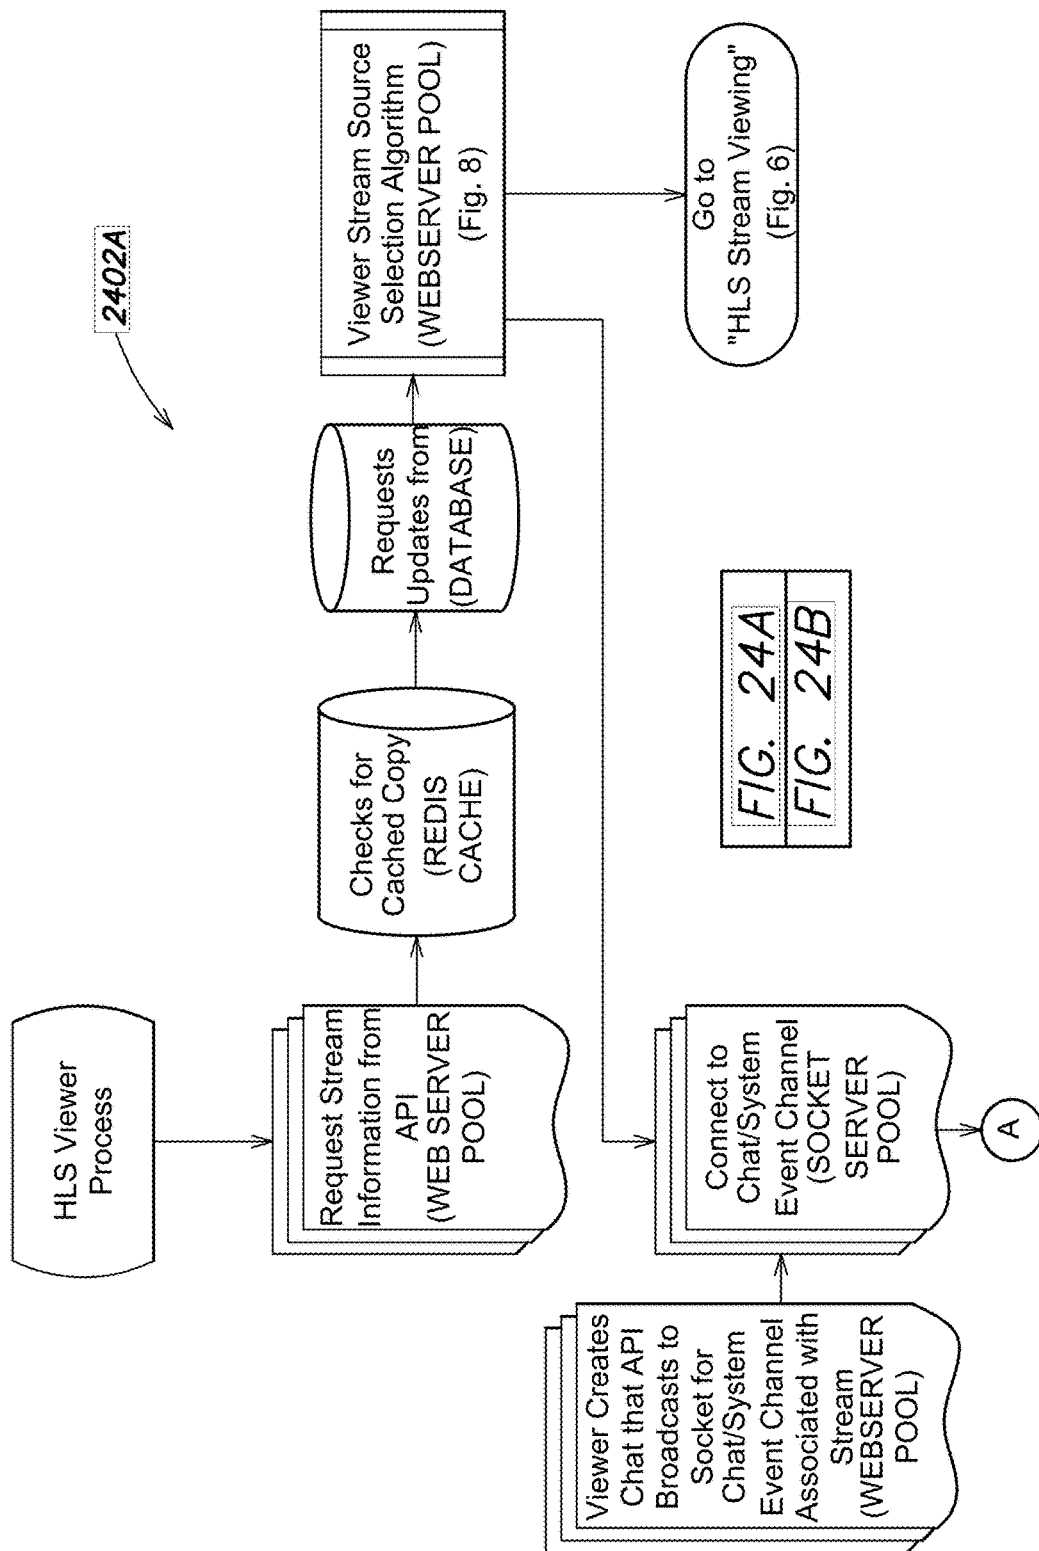 2402A
HLS Viewer
Process
Request Stream
Information from
API
(WEB SERVER
POOL)
Checks for
Cached Copy
(REDIS
CACHE)
Requests
Updates from
(DATABASE)
Viewer Stream Source
Selection Algorithm
(WEBSERVER POOL)
(Fig. 8)
Viewer Creates
Chat that API
Broadcasts to
Socket for
Chat/System
Event Channel
Associated with
Stream
(WEBSERVER
POOL)
Connect to
Chat/System
Event Channel
(SOCKET
SERVER
POOL)
A
Go to
"HLS Stream Viewing"
(Fig. 6)
FIG. 24A
FIG. 24B